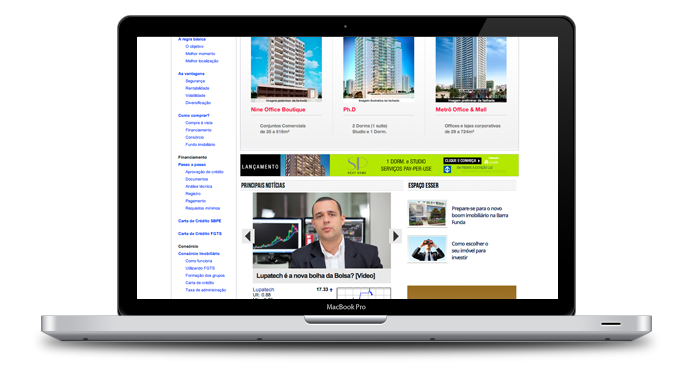 A regra básica
O objetivo
Melhor momento
Melhor localização
As vantagens
Segurança
Rentabilidade
Volatilidade
Diversificação
Como comprar?
Compra à vista
Financiamento
Consórcio
Fundo imobiliário
Financiamento
Passo a passo
Aprovação de crédito
Documentos
Análise técnica
Registro
Pagamento
Requisitos mínimos
Carta de Crédito SBPE
Carta de Crédito FGTS
Consórcio
Consórcio Imobiliário
Como funciona
Utilizando FGTS
Formação dos grupos
Carta de crédito
Taxa de administração
Imagem preliminar da fachada
Nine Office Boutique
Conjuntos Comerciais
de 35 a 515m²
Imagem ilustrativa da fachada
Ph.D
2 Dorms (1 suíte)
Studio e 1 Dorm.
Imagem preliminar da fachada
Metrô Office & Mall
Offices e lajes corporativas
de 29 a 724m²
LANÇAMENTO
1 DORM. e STUDIO
SERVIÇOS PAY-PER-USE
CLIQUE E CONHEÇA
PRINCIPAIS NOTÍCIAS
Lupatech é a nova bolha da Bolsa? [Vídeo]
Lupatech
Ult: 0.88
17.33
ESPAÇO ESSER
Prepare-se para o novo
boom imobiliário na Barra
Funda
Como escolher o
seu imóvel para
investir
MacBook Pro